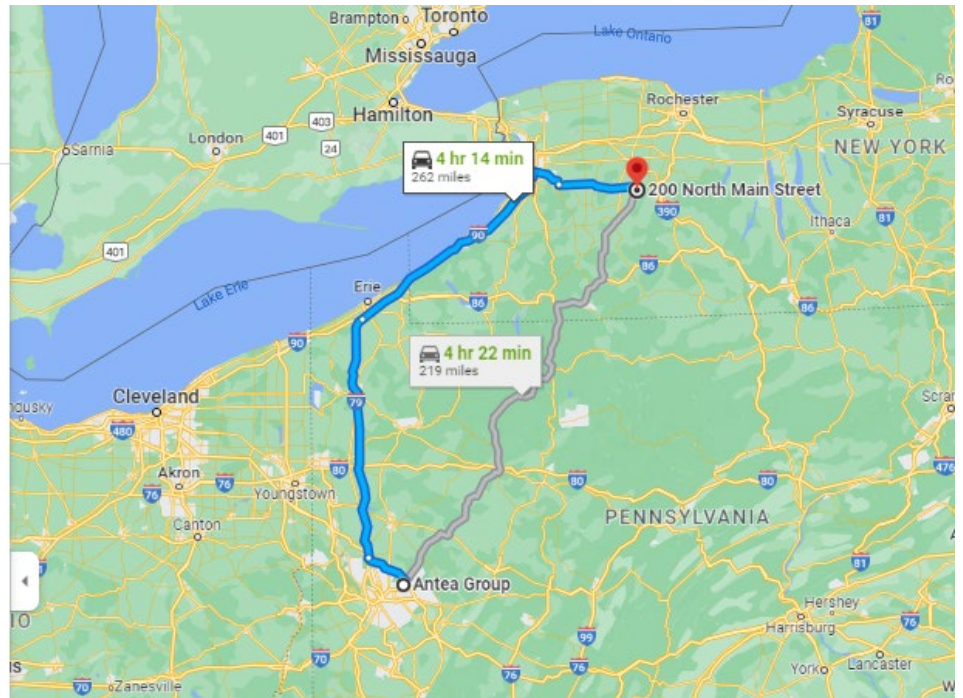 Brampton
Toronto
Mississauga
Lake Ontario
81
Hamilton
403
401
24
Rochester
Syracuse
London
Sarnia
NEW YORK
4 hr 14 min
262 miles
200 North Main Street
390
Ithaca
81
90
401
86
Lake Erie
Erie
86
86
90
4 hr 22 min
219 miles
Cleveland
79
480
80
Akron
76
80
Youngstown
76
80
80
476
Canton
PENNSYLVANIA
Antea Group
81
Hershey
76
Harrisburg
99
70
76
York
Lancaster
70
Zanesville